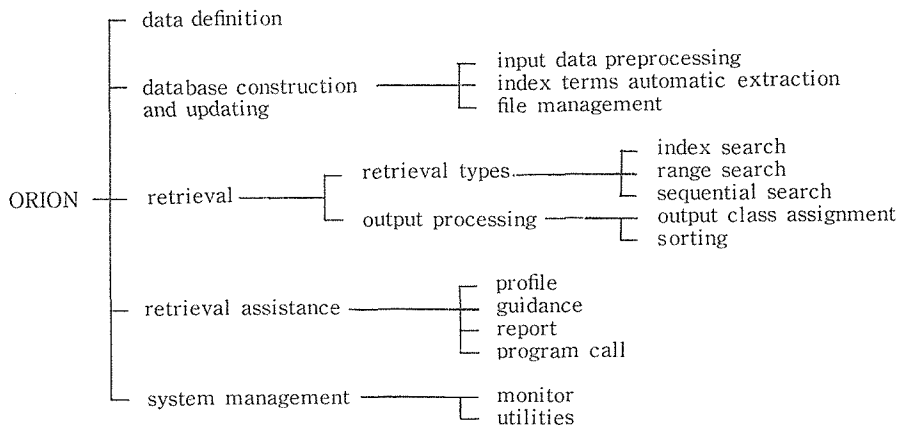 data definition
input data preprocessing
database construction
and updating
index terms automatic extraction
file management
index search
retrieval types
range search
sequential search
ORION
retrieval
output processing
output class assignment
sorting
profile
retrieval assistance
guidance
report
program call
system management
monitor
utilities